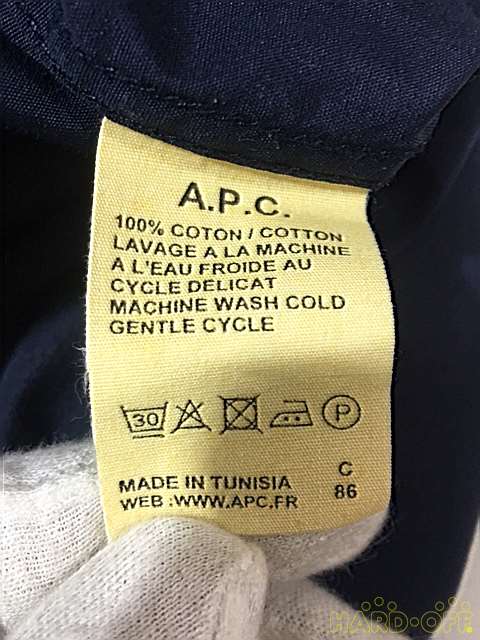 A.P.C.
100% COTON / COTTON
LAVAGE A LA MACHINE
A L'EAU FROIDE AU
CYCLE DELICAT
MACHINE WASH COLD
GENTLE CYCLE
30 P
MADE IN TUNISIA C
WEB : WWW.APC.FR 86
HARD·OFF